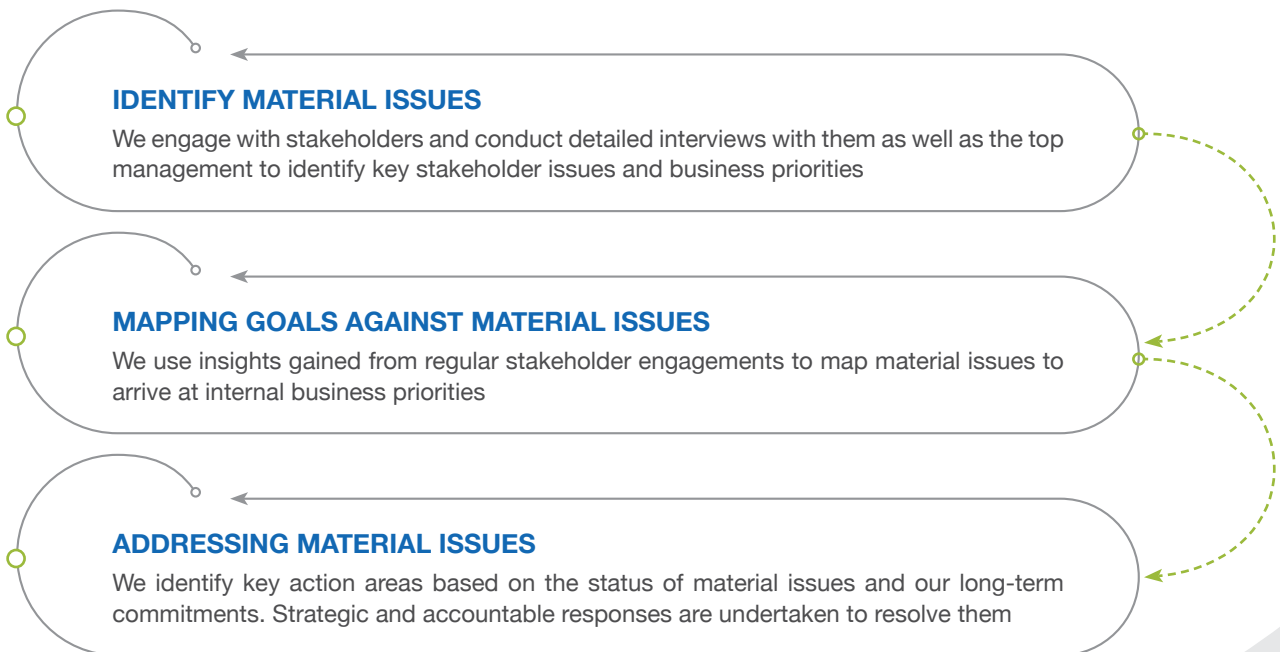 IDENTIFY MATERIAL ISSUES
We engage with stakeholders and conduct detailed interviews with them as well as the top
management to identify key stakeholder issues and business priorities
MAPPING GOALS AGAINST MATERIAL ISSUES
We use insights gained from regular stakeholder engagements to map material issues to
arrive at internal business priorities
ADDRESSING MATERIAL ISSUES
We identify key action areas based on the status of material issues and our long-term
commitments. Strategic and accountable responses are undertaken to resolve them